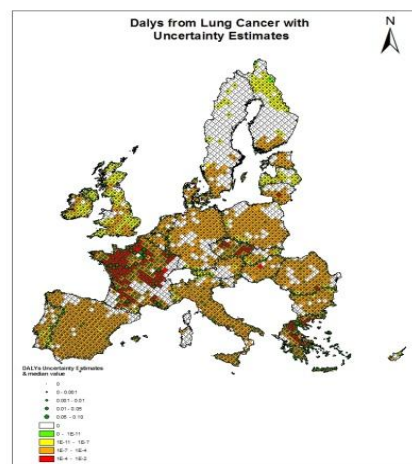 Dalys from Lung Cancer with
Uncertainty Estimates
N
DALYs Uncertainty Estimates
& median value
0
0 - 0.001
0.001 - 0.01
0.01 - 0.05
0.05 - 0.10
0
0 - 1E-11
1E-11 - 1E-7
1E-7 - 1E-4
1E-4 - 1E-2